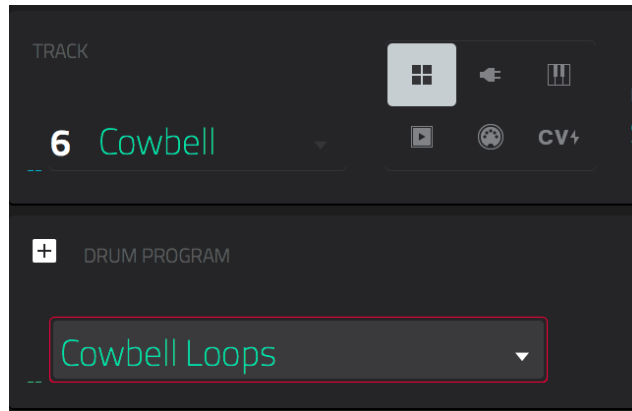 TRACK
6 Cowbell
CV
DRUM PROGRAM
Cowbell Loops